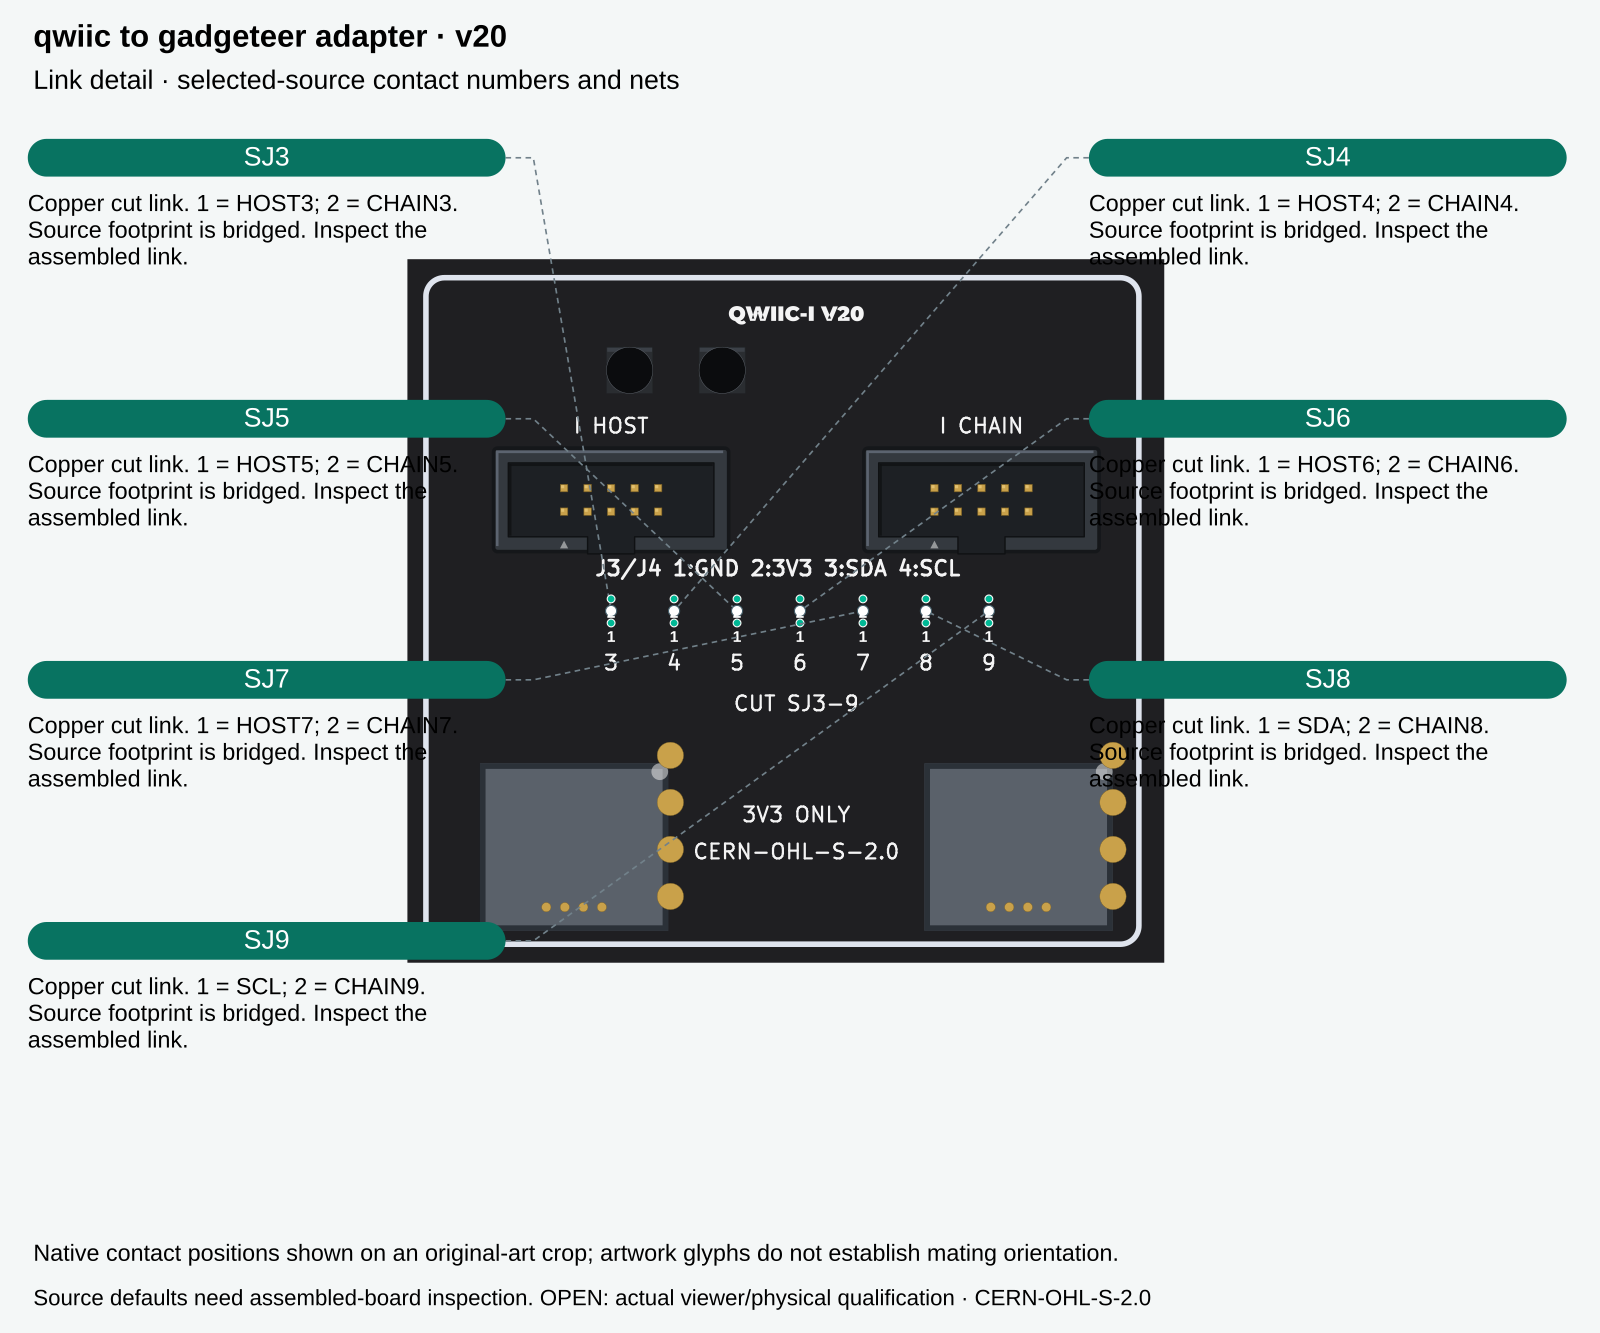 qwiic to gadgeteer adapter · v20
Link detail · selected-source contact numbers and nets
SJ3
Copper cut link. 1 = HOST3; 2 = CHAIN3.
Source footprint is bridged. Inspect the
assembled link.
SJ4
Copper cut link. 1 = HOST4; 2 = CHAIN4.
Source footprint is bridged. Inspect the
assembled link.
QWIIC-I V20
SJ5
Copper cut link. 1 = HOST5; 2 = CHAIN5.
Source footprint is bridged. Inspect the
assembled link.
I HOST
I CHAIN
SJ6
Copper cut link. 1 = HOST6; 2 = CHAIN6.
Source footprint is bridged. Inspect the
assembled link.
J3/J4 1:GND 2:3V3 3:SDA 4:SCL
1 1 1 1 1 1 1
3 4 5 6 7 8 9
CUT SJ3-9
SJ7
Copper cut link. 1 = HOST7; 2 = CHAIN7.
Source footprint is bridged. Inspect the
assembled link.
SJ8
Copper cut link. 1 = SDA; 2 = CHAIN8.
Source footprint is bridged. Inspect the
assembled link.
3V3 ONLY
CERN-OHL-S-2.0
SJ9
Copper cut link. 1 = SCL; 2 = CHAIN9.
Source footprint is bridged. Inspect the
assembled link.
Native contact positions shown on an original-art crop; artwork glyphs do not establish mating orientation.
Source defaults need assembled-board inspection. OPEN: actual viewer/physical qualification · CERN-OHL-S-2.0